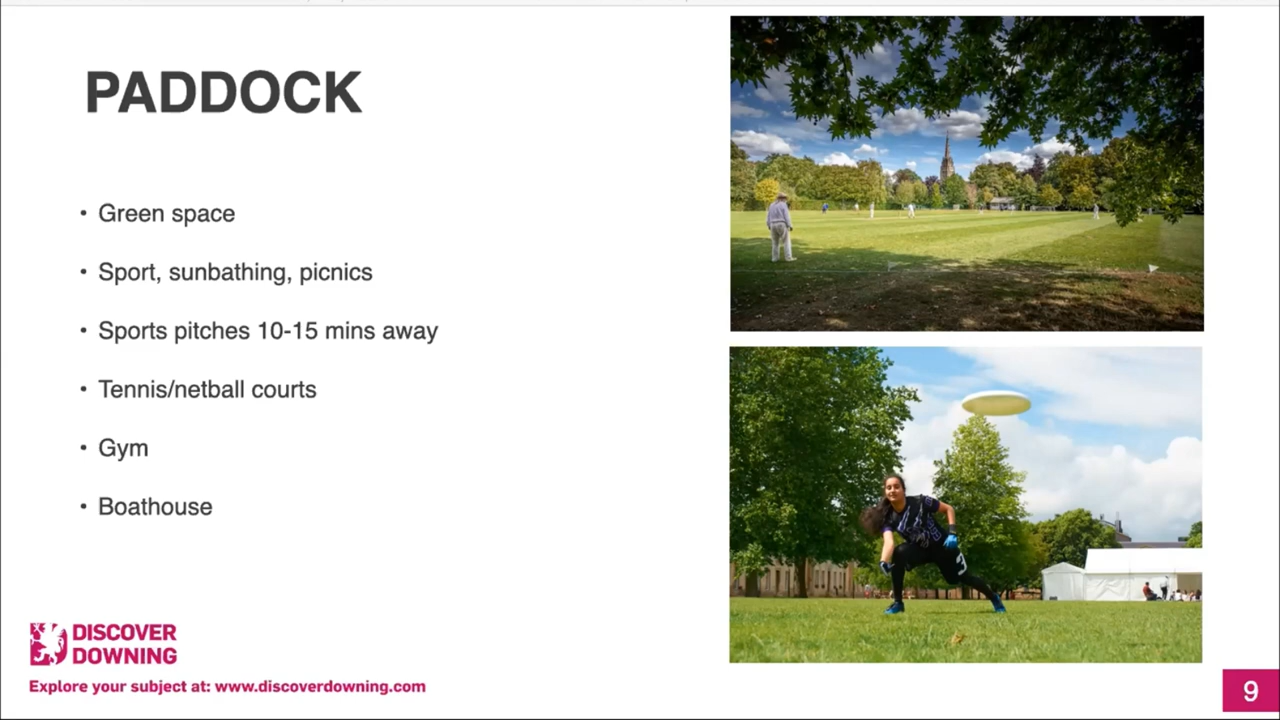 PADDOCK
• Green space
• Sport, sunbathing, picnics
• Sports pitches 10-15 mins away
• Tennis/netball courts
• Gym
• Boathouse
DISCOVER
DOWNING
Explore your subject at: www.discoverdowning.com
3
9